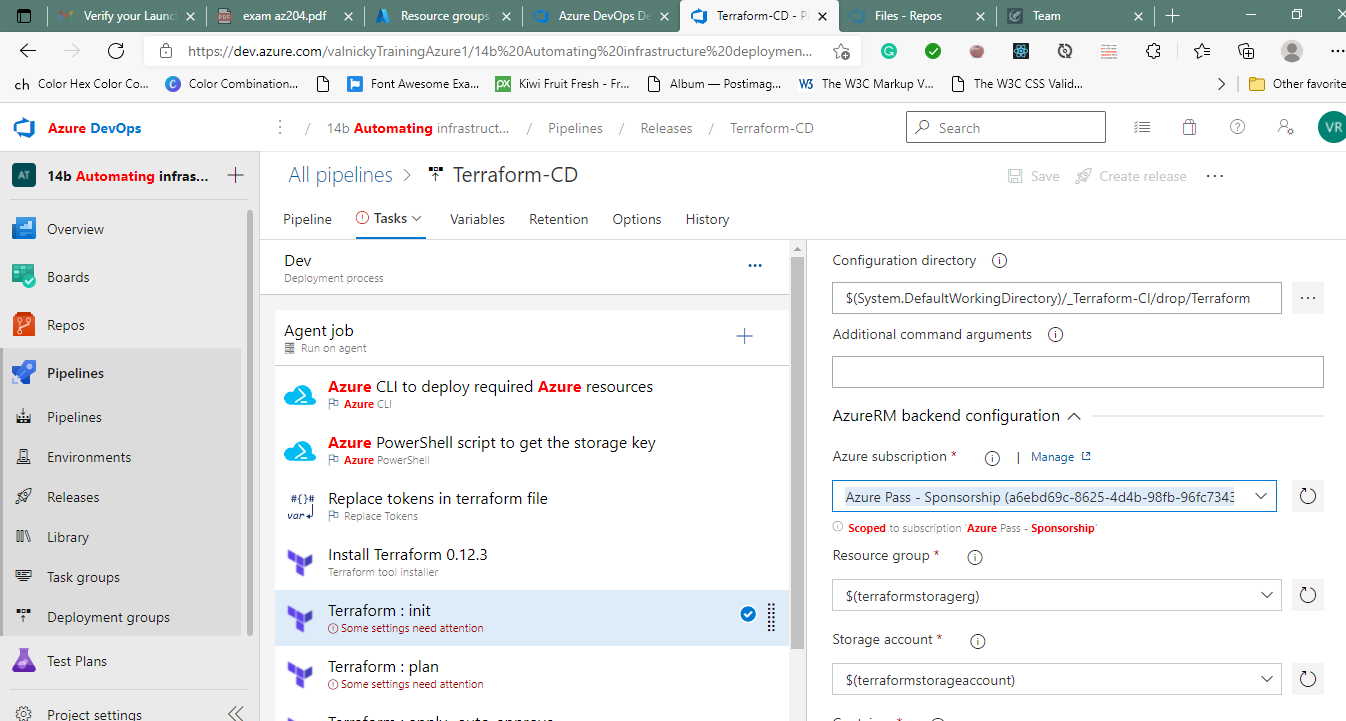 Verify your Launc
exam az204.pdf
Resource groups
Azure DevOps De
Terraform-CD - Pi
Files - Repos
Team
https://dev.azure.com/valnickyTrainingAzure1/14b%20Automating%20infrastructure%20deploymen...
Color Hex Color Co...
Color Combination...
Font Awesome Exa...
Kiwi Fruit Fresh - Fr...
Album — Postimag...
The W3C Markup V...
The W3C CSS Valid...
Other favorite
Azure DevOps
/ 14b Automating infrastruct... / Pipelines / Releases / Terraform-CD
Search
VR
AT
14b Automating infras...
Overview
Boards
Repos
Pipelines
Pipelines
Environments
Releases
Library
Task groups
Deployment groups
Test Plans
Project settings
All pipelines > Terraform-CD
Save
Create release
Pipeline
Tasks
Variables
Retention
Options
History
Dev
Deployment process
Agent job
Run on agent
Azure CLI to deploy required Azure resources
Azure CLI
Azure PowerShell script to get the storage key
Azure PowerShell
Replace tokens in terraform file
Replace Tokens
Install Terraform 0.12.3
Terraform tool installer
Terraform : init
Some settings need attention
Terraform : plan
Some settings need attention
Configuration directory
$(System.DefaultWorkingDirectory)/_Terraform-CI/drop/Terraform
Additional command arguments
AzureRM backend configuration
Azure subscription * | Manage
Azure Pass - Sponsorship (a6ebd69c-8625-4d4b-98fb-96fc7343
Scoped to subscription 'Azure Pass - Sponsorship'
Resource group *
$(terraformstoragerg)
Storage account *
$(terraformstorageaccount)